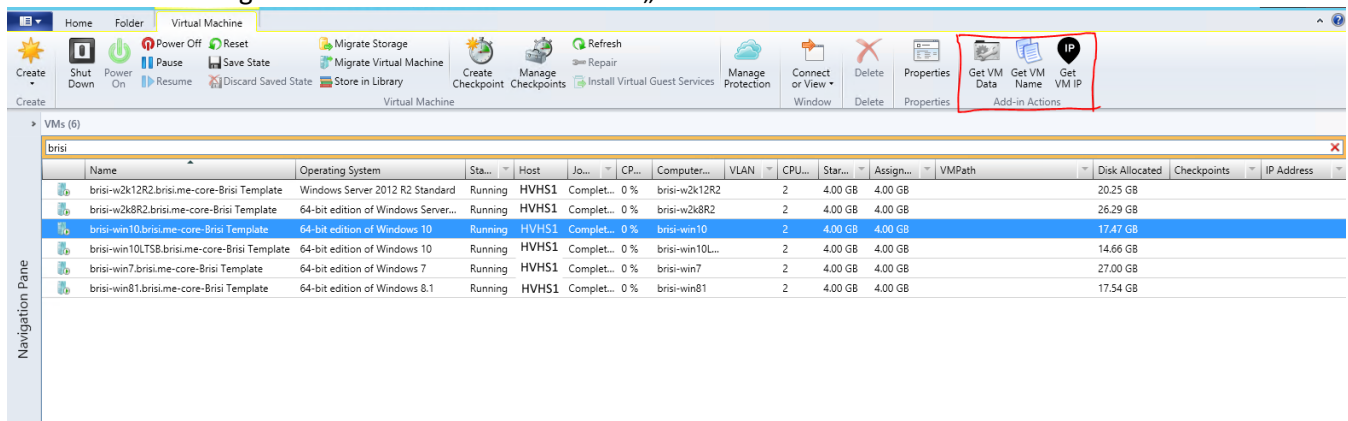 Home Folder Virtual Machine
Create
Shut Down
Power On
Power Off
Pause
Resume
Reset
Save State
Discard Saved State
Migrate Storage
Migrate Virtual Machine
Store in Library
Create Checkpoint
Manage Checkpoints
Refresh
Repair
Install Virtual Guest Services
Manage Protection
Connect or View
Delete
Properties
Get VM Data
Get VM Name
IP
Get VM IP
Create Virtual Machine Window Delete Properties Add-in Actions
VMs (6)
brisi
Name Operating System Sta... Host Jo... CP... Computer... VLAN CPU... Star... Assign... VMPath Disk Allocated Checkpoints IP Address
brisi-w2k12R2.brisi.me-core-Brisi Template Windows Server 2012 R2 Standard Running HVHS1 Complet... 0 % brisi-w2k12R2 2 4.00 GB 4.00 GB 20.25 GB
brisi-w2k8R2.brisi.me-core-Brisi Template 64-bit edition of Windows Server... Running HVHS1 Complet... 0 % brisi-w2k8R2 2 4.00 GB 4.00 GB 26.29 GB
brisi-win10.brisi.me-core-Brisi Template 64-bit edition of Windows 10 Running HVHS1 Complet... 0 % brisi-win10 2 4.00 GB 4.00 GB 17.47 GB
brisi-win10LTSB.brisi.me-core-Brisi Template 64-bit edition of Windows 10 Running HVHS1 Complet... 0 % brisi-win10L... 2 4.00 GB 4.00 GB 14.66 GB
brisi-win7.brisi.me-core-Brisi Template 64-bit edition of Windows 7 Running HVHS1 Complet... 0 % brisi-win7 2 4.00 GB 4.00 GB 27.00 GB
brisi-win81.brisi.me-core-Brisi Template 64-bit edition of Windows 8.1 Running HVHS1 Complet... 0 % brisi-win81 2 4.00 GB 4.00 GB 17.54 GB
Navigation Pane